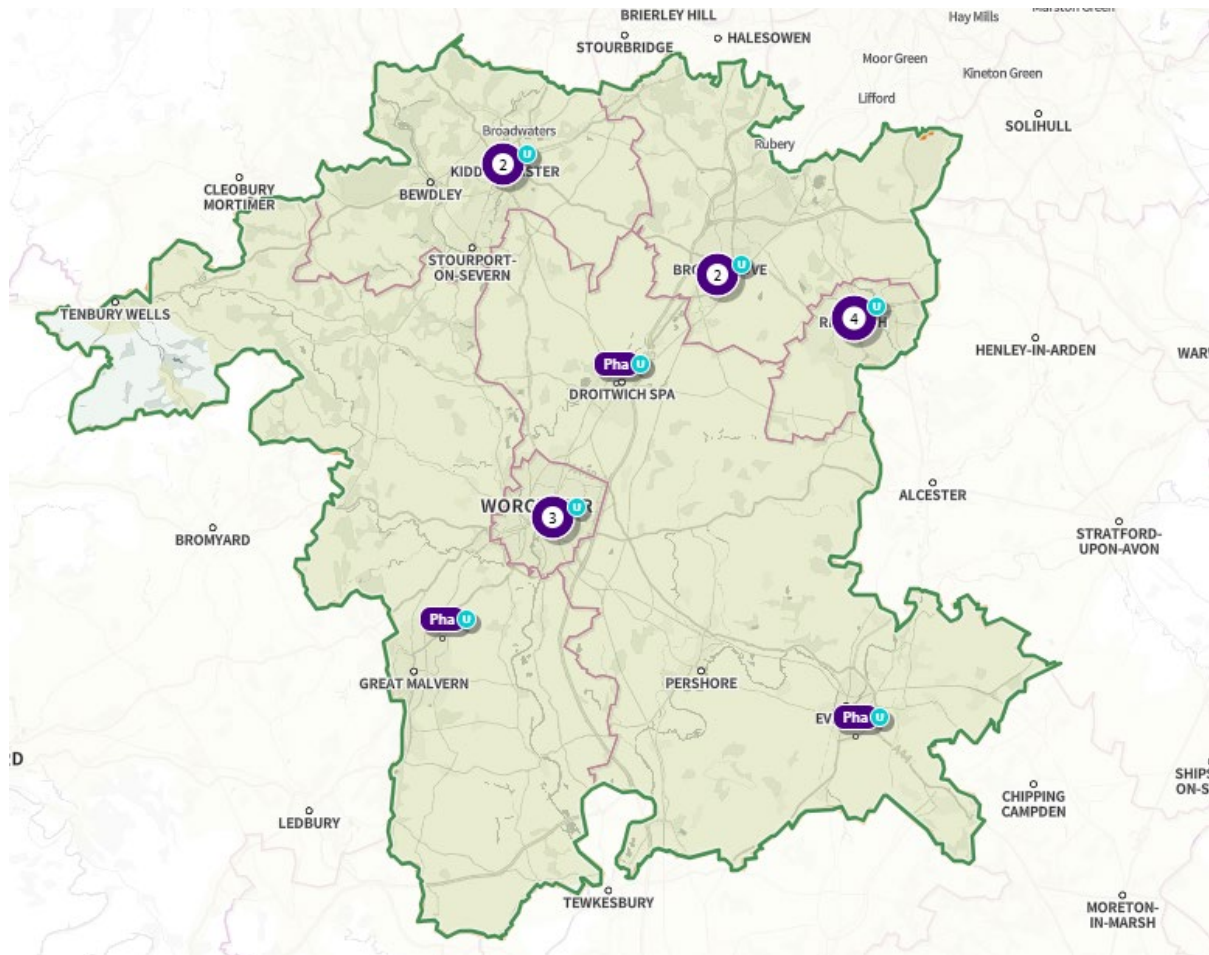 BRIERLEY HILL
Hay Mills
HALESOWEN
STOURBRIDGE
Moor Green
Kineton Green
Lifford
SOLIHULL
Broadwaters
Rubery
U
2
CLEOBURY
MORTIMER
BEWDLEY
STOURPORT-
ON-SEVERN
U
2
TENBURY WELLS
U
4
HENLEY-IN-ARDEN
Pha U
DROITWICH SPA
ALCESTER
U
3
BROMYARD
STRATFORD-
UPON-AVON
Pha U
GREAT MALVERN
PERSHORE
Pha U
A44
LEDBURY
CHIPPING
CAMPDEN
TEWKESBURY
MORETON-
IN-MARSH